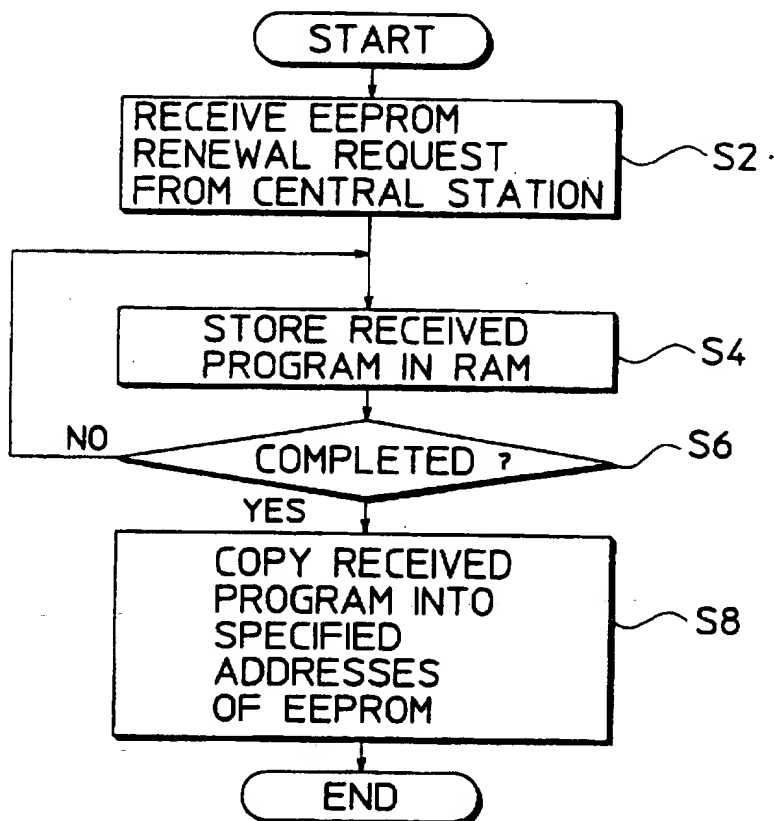 START
RECEIVE EEPROM
RENEWAL REQUEST
FROM CENTRAL STATION
S2
STORE RECEIVED
PROGRAM IN RAM
S4
NO
COMPLETED ?
S6
YES
COPY RECEIVED
PROGRAM INTO
SPECIFIED
ADDRESSES
OF EEPROM
S8
END